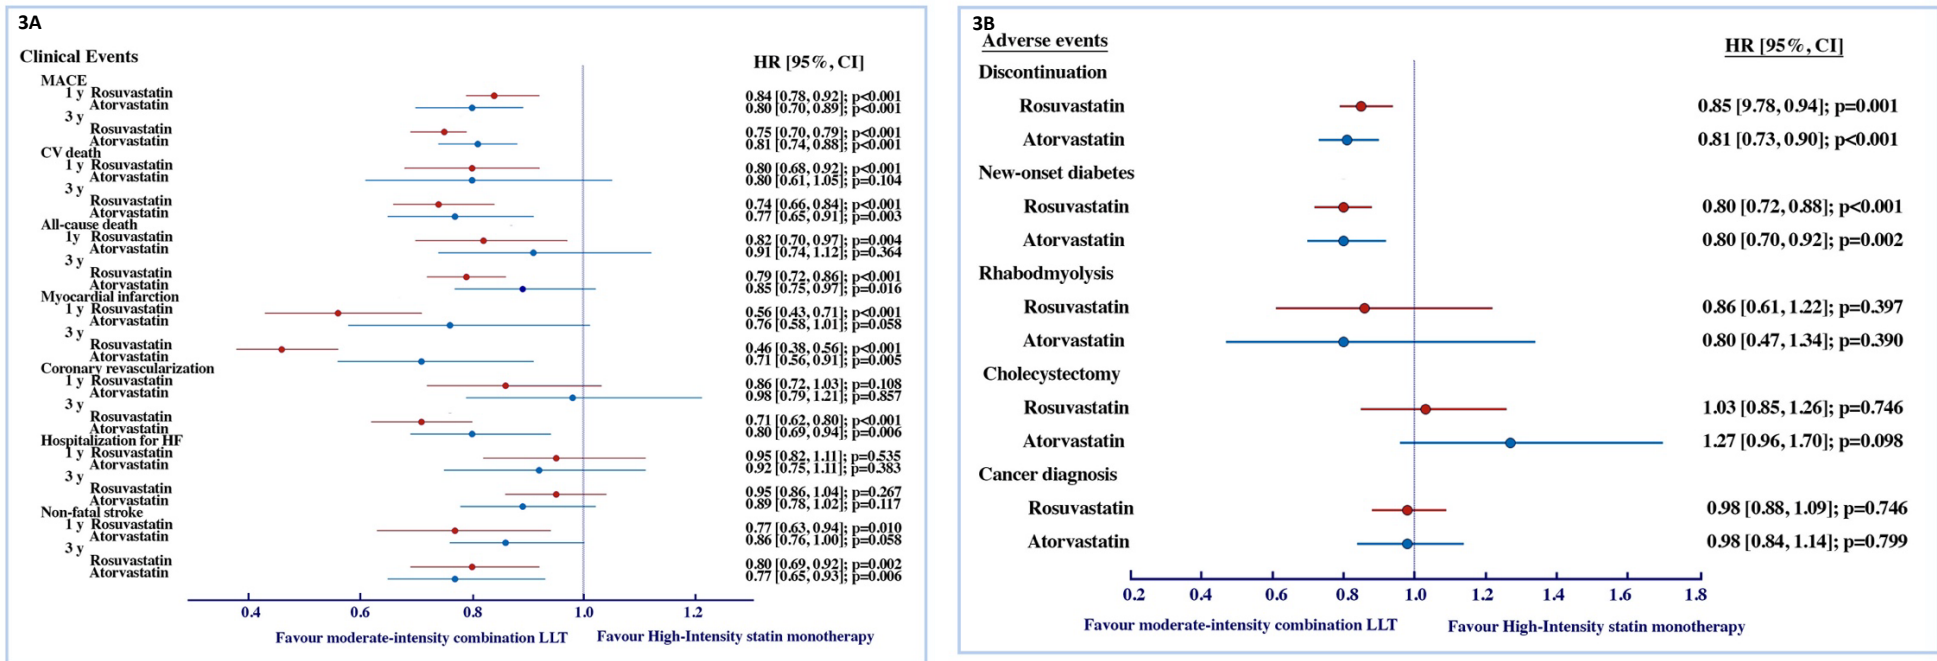 3A
Clinical Events
HR [95%, CI]
MACE
1 y Rosuvastatin 0.84 [0.78, 0.92]; p<0.001
Atorvastatin 0.80 [0.70, 0.89]; p<0.001
3 y
Rosuvastatin 0.75 [0.70, 0.79]; p<0.001
Atorvastatin 0.81 [0.74, 0.88]; p<0.001
CV death
1 y Rosuvastatin 0.80 [0.68, 0.92]; p<0.001
Atorvastatin 0.80 [0.61, 1.05]; p=0.104
3 y
Rosuvastatin 0.74 [0.66, 0.84]; p<0.001
Atorvastatin 0.77 [0.65, 0.91]; p=0.003
All-cause death
1y Rosuvastatin 0.82 [0.70, 0.97]; p=0.004
Atorvastatin 0.91 [0.74, 1.12]; p=0.364
3 y
Rosuvastatin 0.79 [0.72, 0.86]; p<0.001
Atorvastatin 0.85 [0.75, 0.97]; p=0.016
Myocardial infarction
1 y Rosuvastatin 0.56 [0.43, 0.71]; p<0.001
Atorvastatin 0.76 [0.58, 1.01]; p=0.058
3 y
Rosuvastatin 0.46 [0.38, 0.56]; p<0.001
Atorvastatin 0.71 [0.56, 0.91]; p=0.005
Coronary revascularization
1 y Rosuvastatin 0.86 [0.72, 1.03]; p=0.108
Atorvastatin 0.98 [0.79, 1.21]; p=0.857
3 y
Rosuvastatin 0.71 [0.62, 0.80]; p<0.001
Atorvastatin 0.80 [0.69, 0.94]; p=0.006
Hospitalization for HF
1 y Rosuvastatin 0.95 [0.82, 1.11]; p=0.535
Atorvastatin 0.92 [0.75, 1.11]; p=0.383
3 y
Rosuvastatin 0.95 [0.86, 1.04]; p=0.267
Atorvastatin 0.89 [0.78, 1.02]; p=0.117
Non-fatal stroke
1 y Rosuvastatin 0.77 [0.63, 0.94]; p=0.010
Atorvastatin 0.86 [0.76, 1.00]; p=0.058
3 y
Rosuvastatin 0.80 [0.69, 0.92]; p=0.002
Atorvastatin 0.77 [0.65, 0.93]; p=0.006
0.4 0.6 0.8 1.0 1.2
Favour moderate-intensity combination LLT Favour High-Intensity statin monotherapy
3B
Adverse events
HR [95%, CI]
Discontinuation
Rosuvastatin 0.85 [9.78, 0.94]; p=0.001
Atorvastatin 0.81 [0.73, 0.90]; p<0.001
New-onset diabetes
Rosuvastatin 0.80 [0.72, 0.88]; p<0.001
Atorvastatin 0.80 [0.70, 0.92]; p=0.002
Rhabodmyolysis
Rosuvastatin 0.86 [0.61, 1.22]; p=0.397
Atorvastatin 0.80 [0.47, 1.34]; p=0.390
Cholecystectomy
Rosuvastatin 1.03 [0.85, 1.26]; p=0.746
Atorvastatin 1.27 [0.96, 1.70]; p=0.098
Cancer diagnosis
Rosuvastatin 0.98 [0.88, 1.09]; p=0.746
Atorvastatin 0.98 [0.84, 1.14]; p=0.799
0.2 0.4 0.6 0.8 1.0 1.2 1.4 1.6 1.8
Favour moderate-intensity combination LLT Favour High-Intensity statin monotherapy